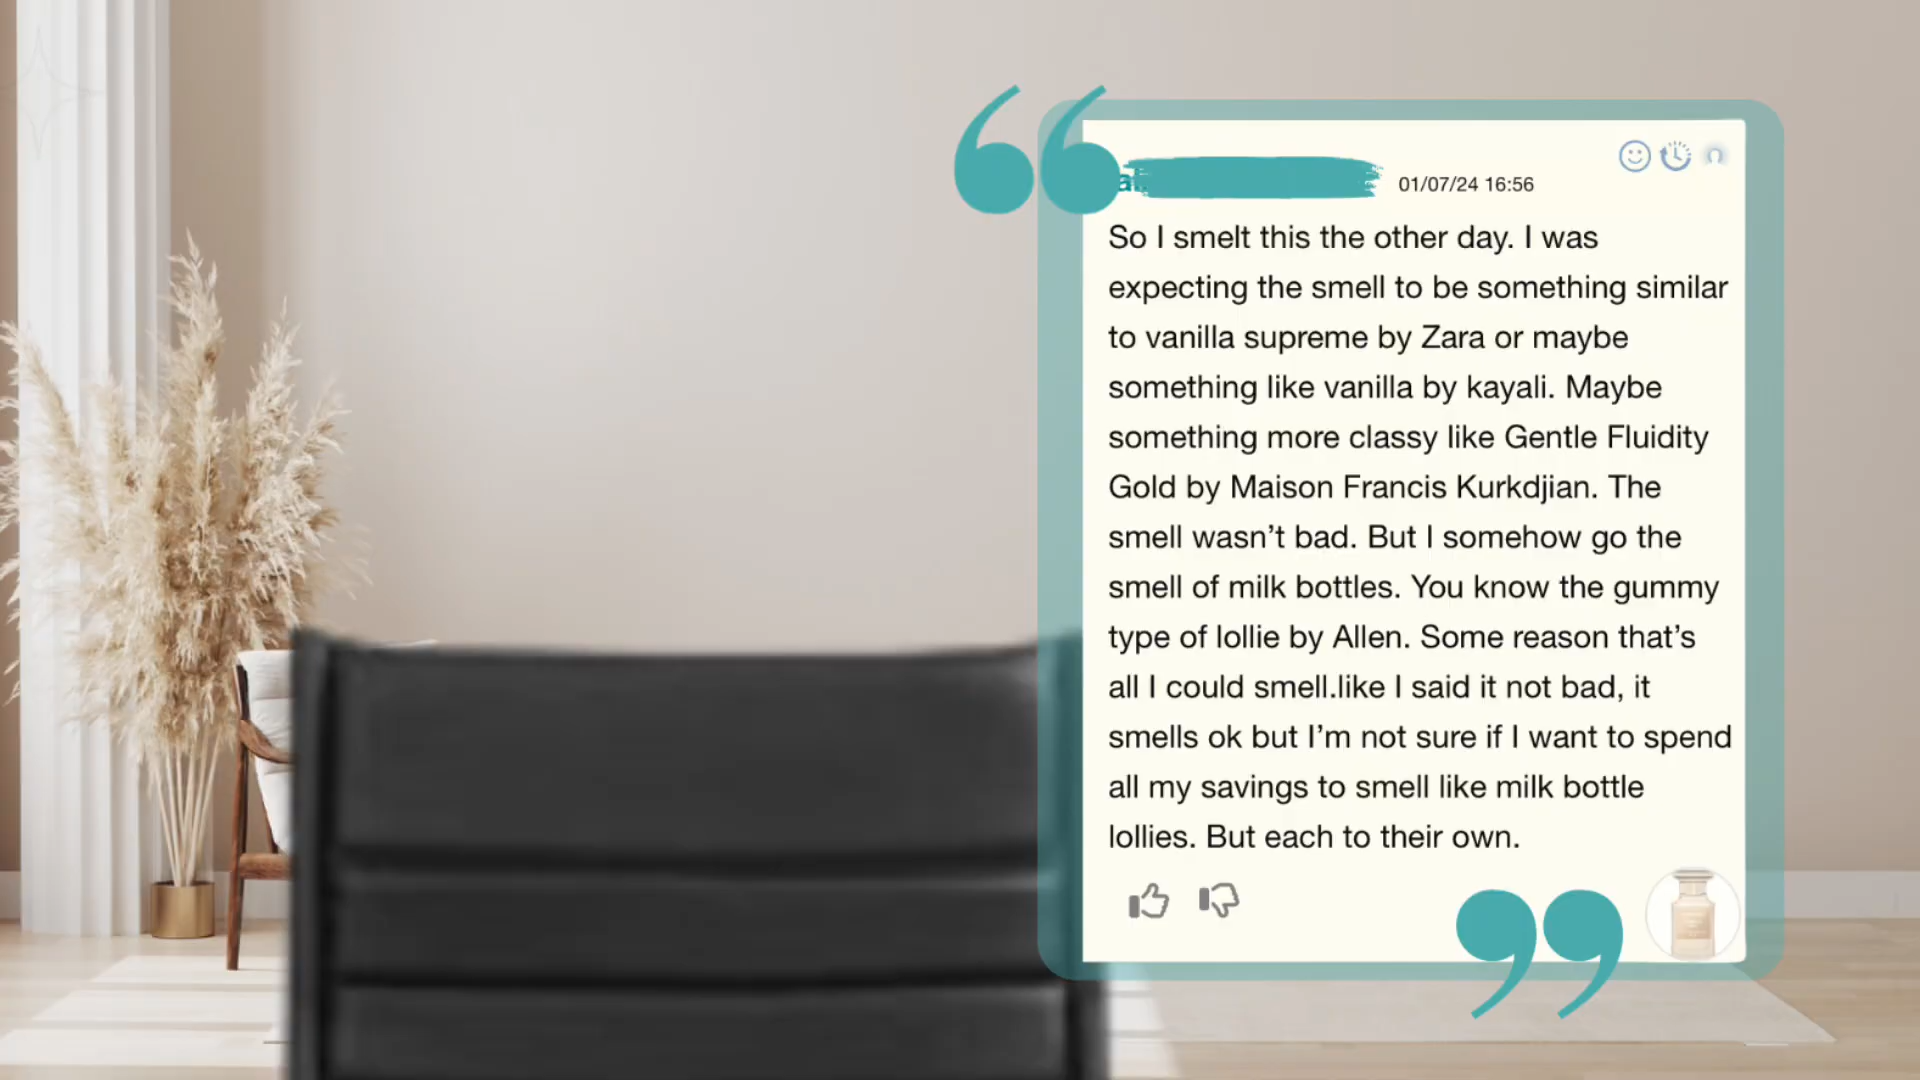 01/07/24 16:56
So I smelt this the other day. I was
expecting the smell to be something similar
to vanilla supreme by Zara or maybe
something like vanilla by kayali. Maybe
something more classy like Gentle Fluidity
Gold by Maison Francis Kurkdjian. The
smell wasn’t bad. But I somehow go the
smell of milk bottles. You know the gummy
type of lollie by Allen. Some reason that’s
all I could smell.like I said it not bad, it
smells ok but I’m not sure if I want to spend
all my savings to smell like milk bottle
lollies. But each to their own.